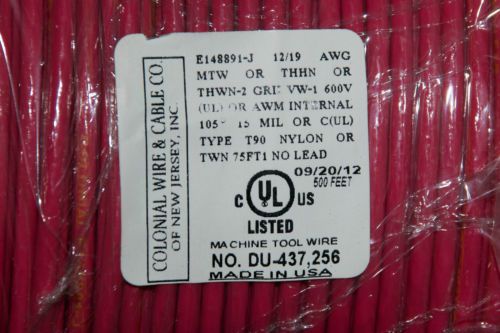 COLONIAL WIRE & CABLE CO.
OF NEW JERSEY, INC.
E148891-J 12/19 AWG
MTW OR THHN OR
THWN-2 GRII VW-1 600V
(UL) OR AWM INTERNAL
105° 15 MIL OR C(UL)
TYPE T90 NYLON OR
TWN 75FT1 NO LEAD
09/20/12
500 FEET
C UL US
LISTED
MACHINE TOOL WIRE
NO. DU-437,256
MADE IN USA